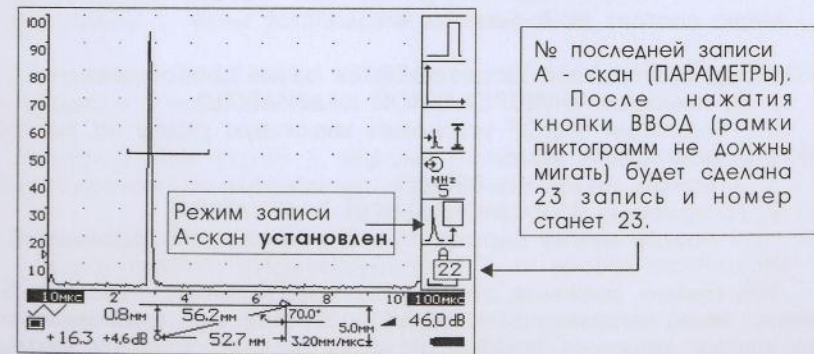 100
90
80
70
60
50
40
30
20
10
MHz
5
Режим записи
А-скан установлен.
А
22
10мкс 2' 4' 6' 8' 10' 100мкс
0.8мм 56.2мм 70.0° 5.0мм 46.0 dB
+ 16.3 +4,6dB 52.7 мм 3.20мм/мкс
№ последней записи
А - скан (ПАРАМЕТРЫ).
После нажатия
кнопки ВВОД (рамки
пиктограмм не должны
мигать) будет сделана
23 запись и номер
станет 23.